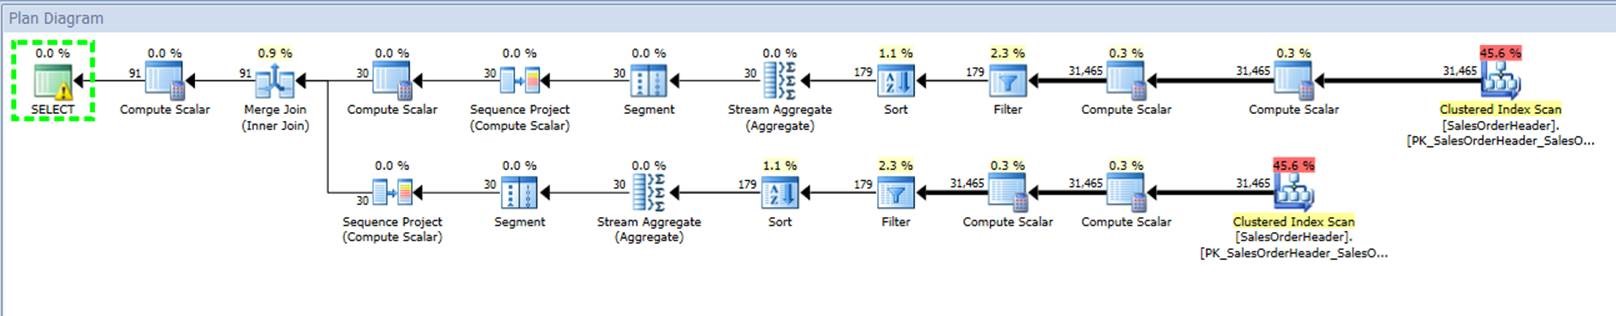 Plan Diagram
0.0 % 0.0 % 0.9 % 0.0 % 0.0 % 0.0 % 0.0 % 1.1 % 2.3 % 0.3 % 0.3 % 45.6 %
91 91 30 30 30 30 179 179 31,465 31,465 31,465
SELECT Compute Scalar Merge Join Compute Scalar Sequence Project Segment Stream Aggregate Sort Filter Compute Scalar Compute Scalar Clustered Index Scan
(Inner Join) (Compute Scalar) (Aggregate) [SalesOrderHeader].
[PK_SalesOrderHeader_SalesO...
0.0 % 0.0 % 0.0 % 1.1 % 2.3 % 0.3 % 0.3 % 45.6 %
30 30 30 179 179 31,465 31,465 31,465
Sequence Project Segment Stream Aggregate Sort Filter Compute Scalar Compute Scalar Clustered Index Scan
(Compute Scalar) (Aggregate) [SalesOrderHeader].
[PK_SalesOrderHeader_SalesO...